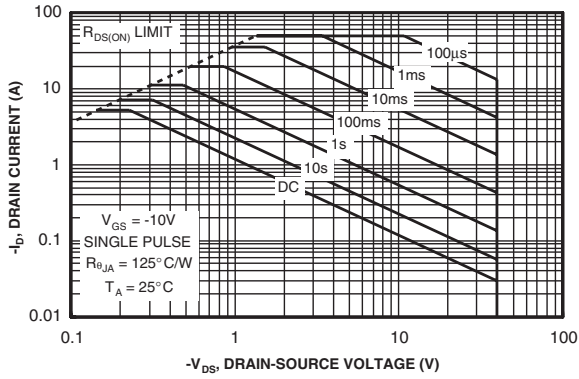 100
10
1
0.1
0.01
-I_D, DRAIN CURRENT (A)
R_DS(ON) LIMIT
100μs
1ms
10ms
100ms
1s
10s
DC
V_GS = -10V
SINGLE PULSE
R_θJA = 125°C/W
T_A = 25°C
0.1
1
10
100
-V_DS, DRAIN-SOURCE VOLTAGE (V)